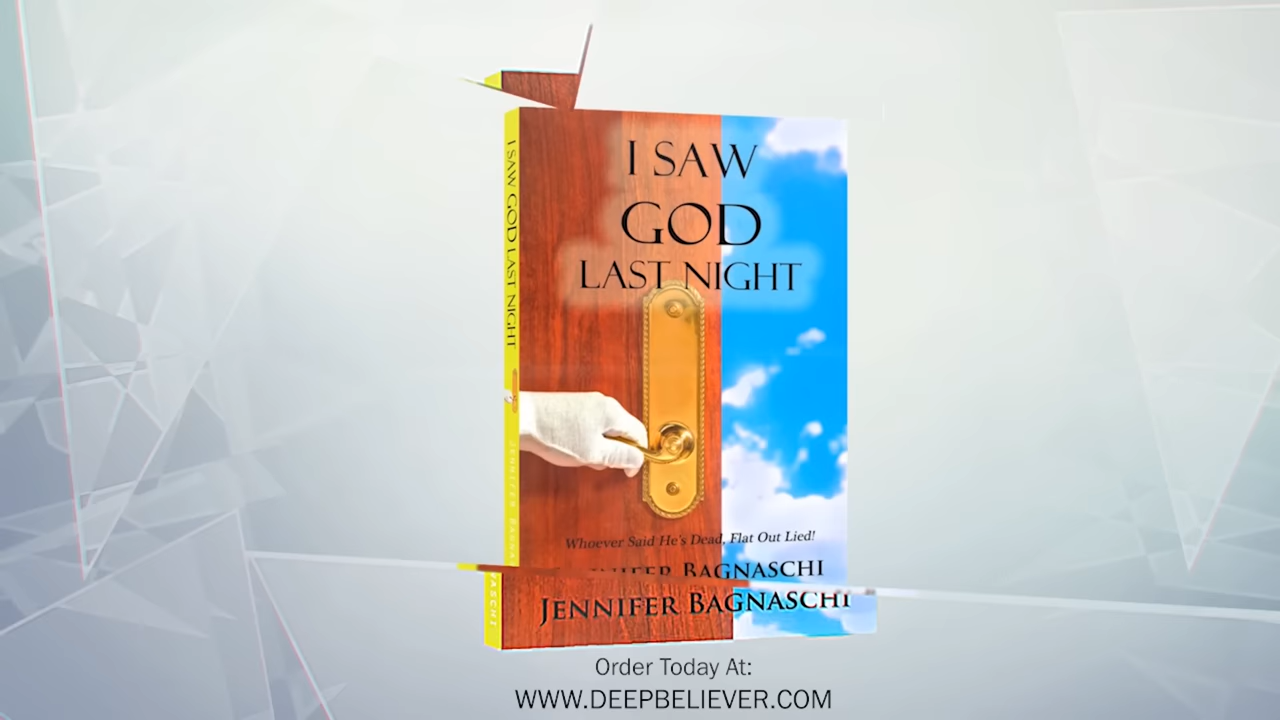 I SAW
GOD
LAST NIGHT
I SAW GOD LAST NIGHT
Whoever Said He's Dead, Flat Out Lied!
BAGNASCHI
JENNIFER BAGNASCHI
Order Today At:
WWW.DEEPBELIEVER.COM